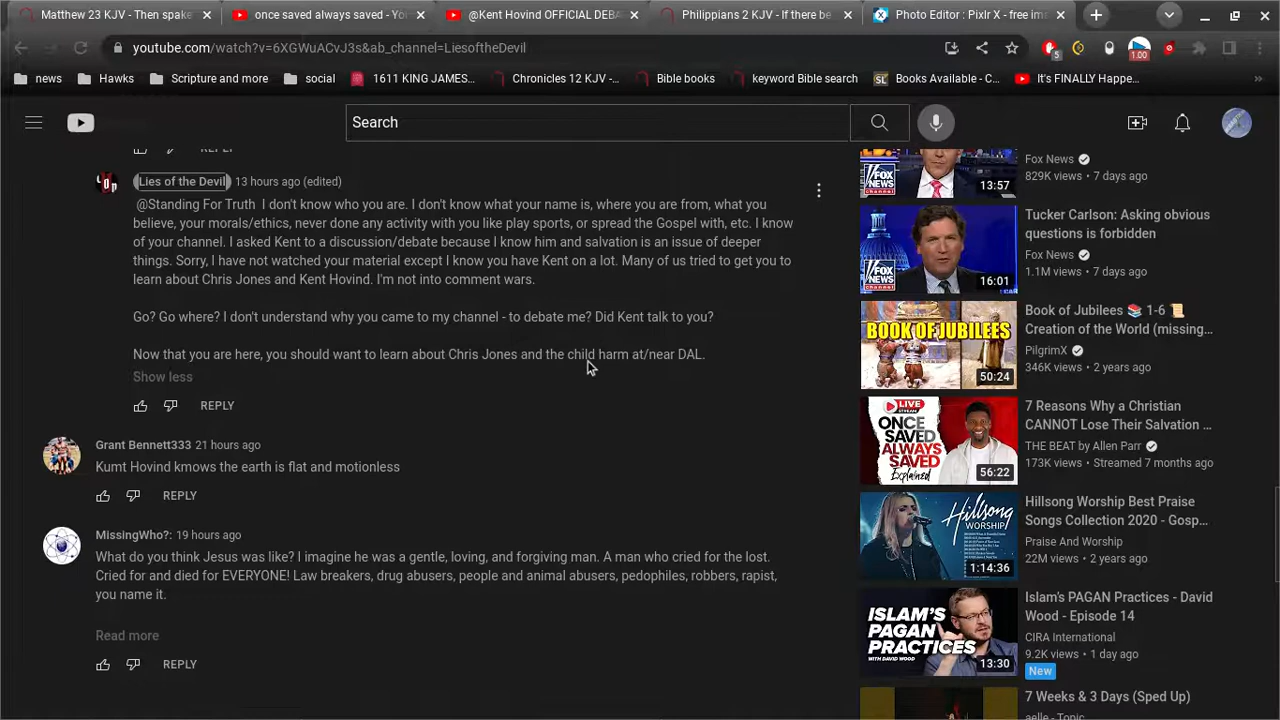 Matthew 23 KJV - Then spake
once saved always saved - Yo
@Kent Hovind OFFICIAL DEB
Philippians 2 KJV - If there be
Photo Editor : Pixlr X - free im
youtube.com/watch?v=6XGWuACvJ3s&ab_channel=LiesoftheDevil
5
1.00
news
Hawks
Scripture and more
social
1611 KING JAMES...
Chronicles 12 KJV -...
Bible books
keyword Bible search
SL Books Available - C...
It's FINALLY Happe...
Search
REPLY
Lies of the Devil 13 hours ago (edited)
@Standing For Truth I don't know who you are. I don't know what your name is, where you are from, what you
believe, your morals/ethics, never done any activity with you like play sports, or spread the Gospel with, etc. I know
of your channel. I asked Kent to a discussion/debate because I know him and salvation is an issue of deeper
things. Sorry, I have not watched your material except I know you have Kent on a lot. Many of us tried to get you to
learn about Chris Jones and Kent Hovind. I'm not into comment wars.
Go? Go where? I don't understand why you came to my channel - to debate me? Did Kent talk to you?
Now that you are here, you should want to learn about Chris Jones and the child harm at/near DAL.
Show less
REPLY
Grant Bennett333 21 hours ago
Kumt Hovind knows the earth is flat and motionless
REPLY
MissingWho?: 19 hours ago
What do you think Jesus was like? I imagine he was a gentle, loving, and forgiving man. A man who cried for the lost.
Cried for and died for EVERYONE! Law breakers, drug abusers, people and animal abusers, pedophiles, robbers, rapist,
you name it.
Read more
REPLY
FOX NEWS
13:57
Fox News
829K views • 7 days ago
FOX NEWS
16:01
Tucker Carlson: Asking obvious
questions is forbidden
Fox News
1.1M views • 7 days ago
BOOK OF JUBILEES
50:24
Book of Jubilees 📚 1-6 📜
Creation of the World (missing...
PilgrimX
346K views • 2 years ago
LIVE
STREAM
ONCE
SAVED
ALWAYS
SAVED
Explained
56:22
7 Reasons Why a Christian
CANNOT Lose Their Salvation ...
THE BEAT by Allen Parr
173K views • Streamed 7 months ago
Hillsong
WORSHIP
1:14:36
Hillsong Worship Best Praise
Songs Collection 2020 - Gosp...
Praise And Worship
22M views • 2 years ago
ISLAM'S
PAGAN
PRACTICES
WITH DAVID WOOD
13:30
Islam's PAGAN Practices - David
Wood - Episode 14
CIRA International
9.2K views • 1 day ago
New
7 Weeks & 3 Days (Sped Up)
aelle - Topic